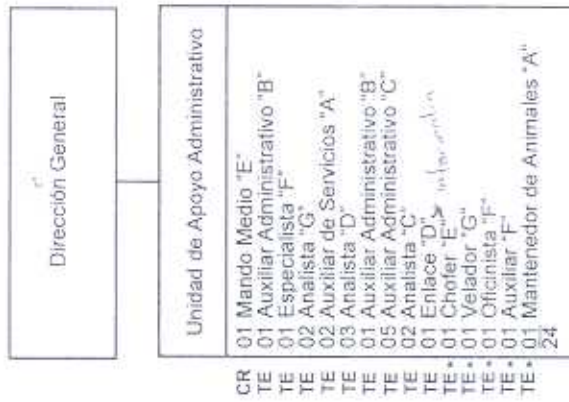 Dirección General
Unidad de Apoyo Administrativo
CR 01 Mando Medio "E"
TE 01 Auxiliar Administrativo "B"
TE 01 Especialista "F"
TE 02 Analista "G"
TE 02 Auxiliar de Servicios "A"
TE 03 Analista "D"
TE 01 Auxiliar Administrativo "B"
TE 05 Auxiliar Administrativo "C"
TE 02 Analista "C"
TE 01 Enlace "D"
TE* 01 Chofer "E"
TE* 01 Velador "G"
TE* 01 Oficinista "F"
TE* 01 Auxiliar "F"
TE* 01 Mantenedor de Animales "A"
24